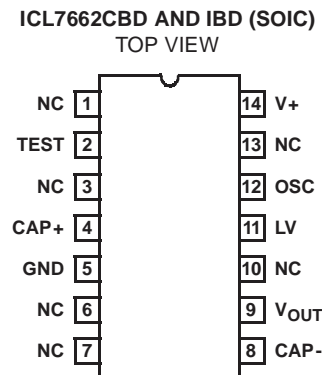 ICL7662CBD AND IBD (SOIC)
TOP VIEW
NC 1 14 V+
TEST 2 13 NC
NC 3 12 OSC
CAP+ 4 11 LV
GND 5 10 NC
NC 6 9 VOUT
NC 7 8 CAP-